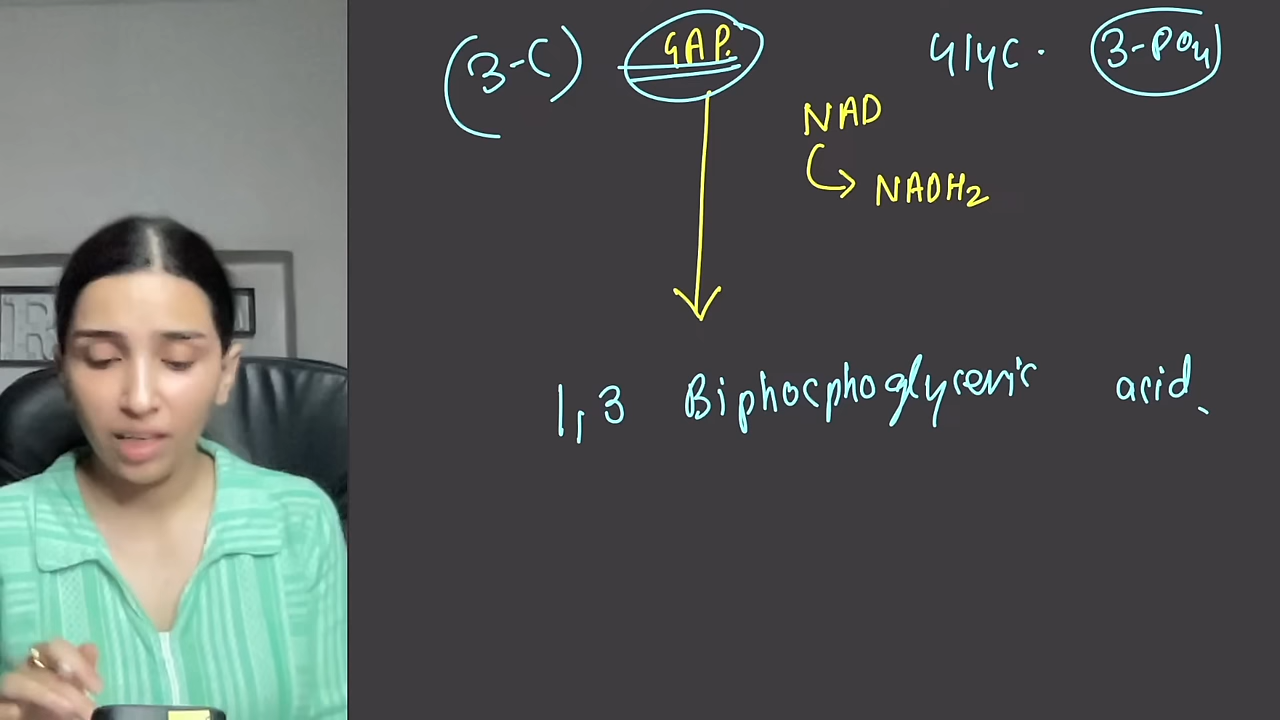 (3-C) GAP. Glyc. 3-PO4
NAD
NADH2
1,3 Biphosphoglyceric acid.